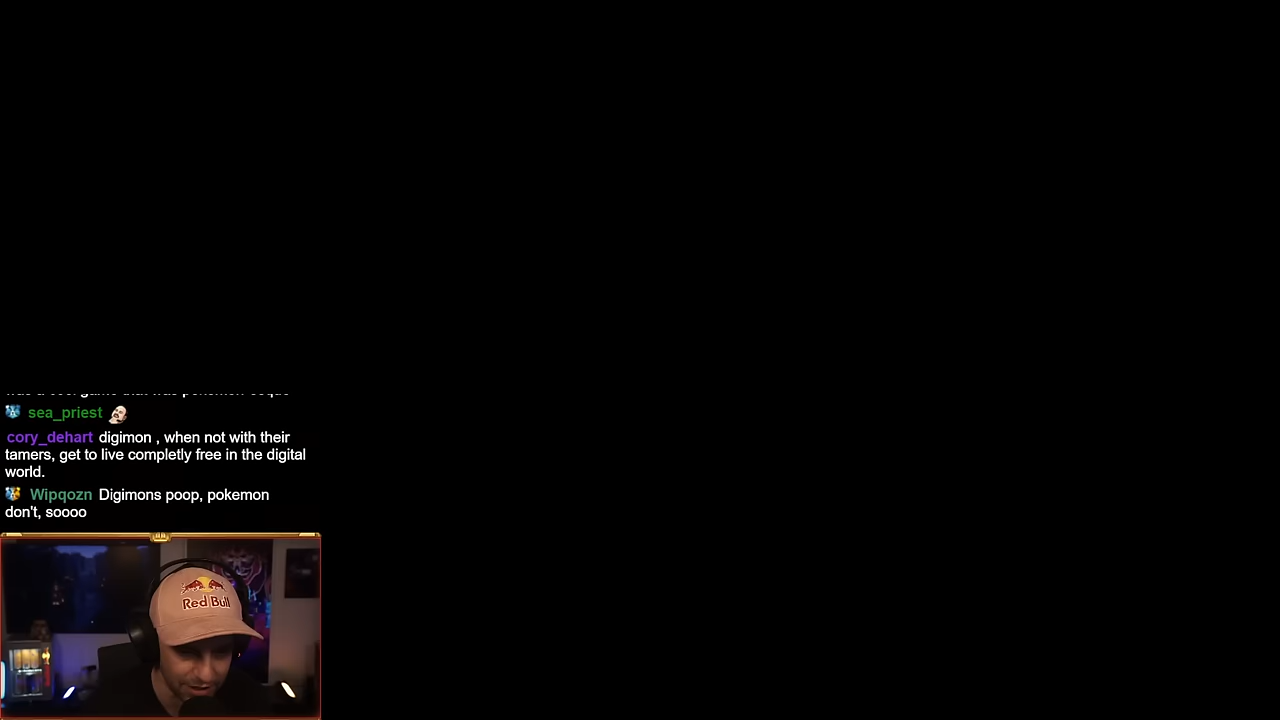 sea_priest
cory_dehart digimon , when not with their
tamers, get to live completly free in the digital
world.
Wipqozn Digimons poop, pokemon
don't, soooo
Red Bull